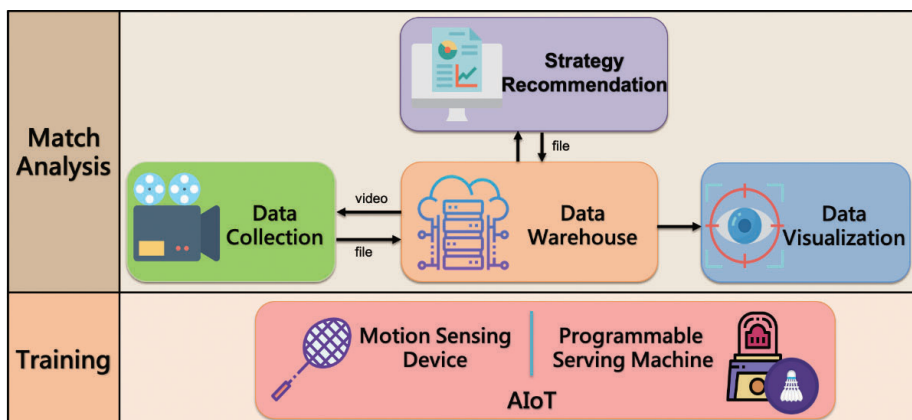 Match
Analysis
Strategy
Recommendation
file
Data
Collection
video
file
Data
Warehouse
Data
Visualization
Training
Motion Sensing
Device
Programmable
Serving Machine
AIoT